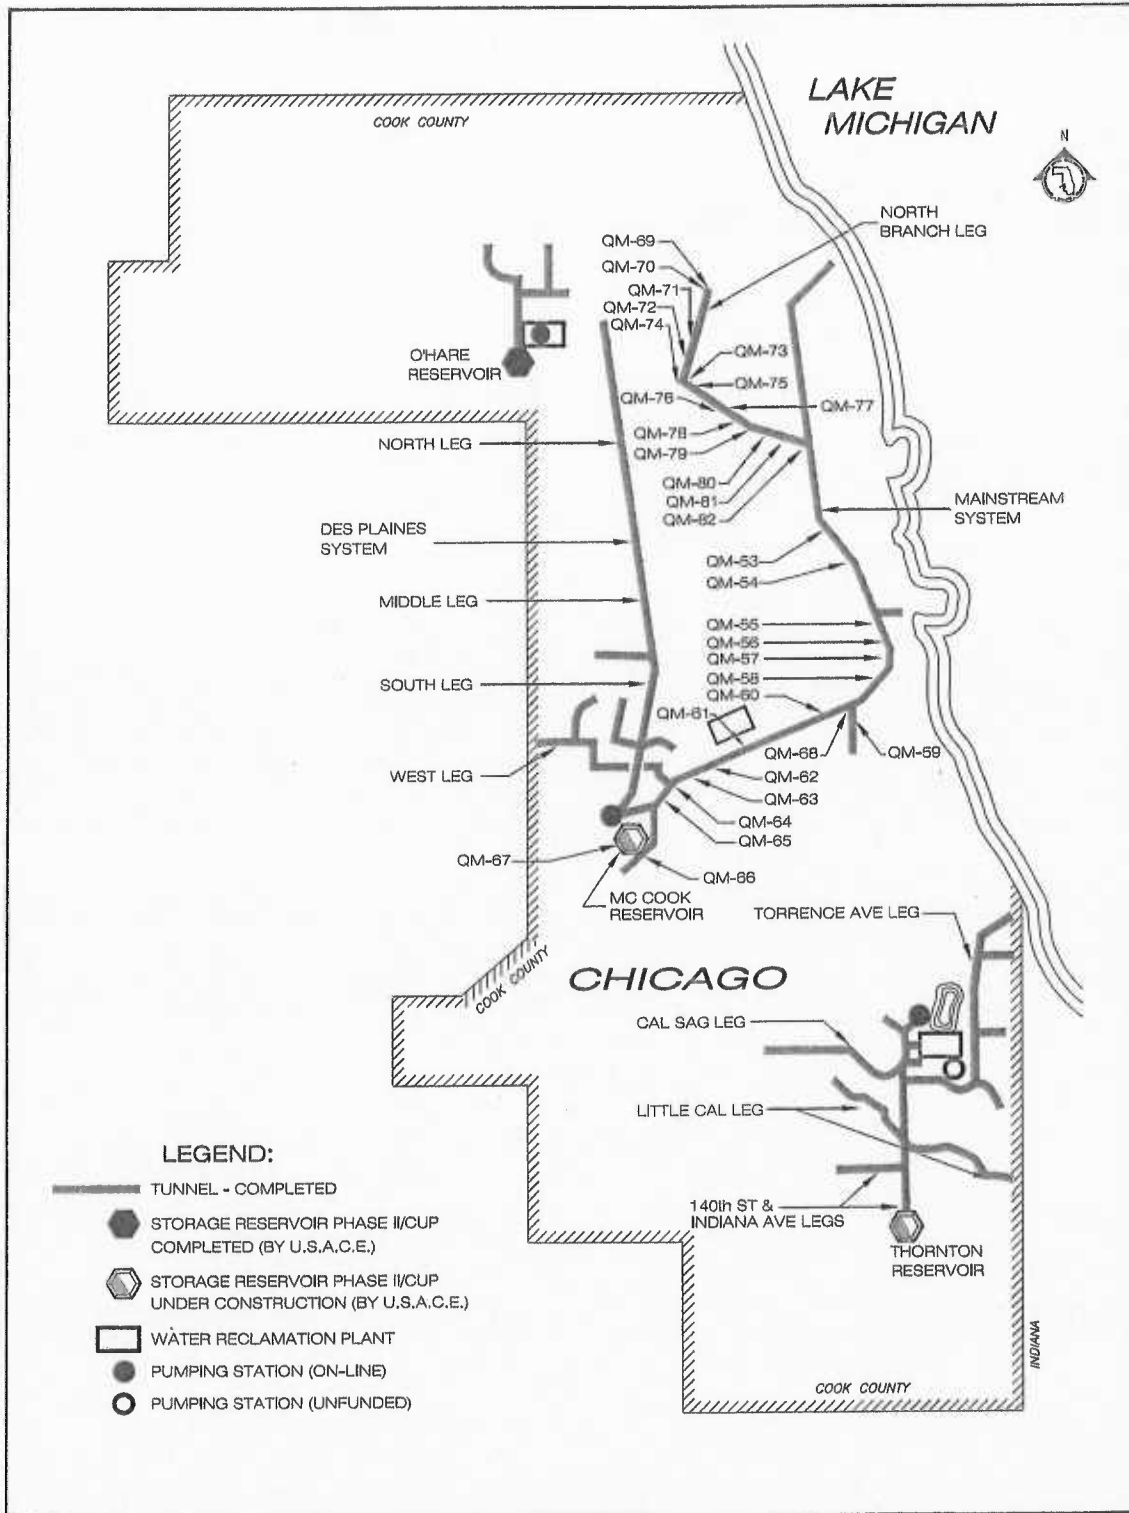 LAKE
MICHIGAN
COOK COUNTY
N
NORTH
BRANCH LEG
QM-69
QM-70
QM-71
QM-72
QM-74
QM-73
QM-75
QM-76
QM-77
O'HARE
RESERVOIR
QM-78
QM-79
NORTH LEG
QM-80
QM-81
QM-82
MAINSTREAM
SYSTEM
DES PLAINES
SYSTEM
QM-53
QM-54
MIDDLE LEG
QM-55
QM-56
QM-57
QM-58
SOUTH LEG
QM-60
QM-61
QM-68
QM-59
WEST LEG
QM-62
QM-63
QM-64
QM-65
QM-67
QM-66
MC COOK
RESERVOIR
TORRENCE AVE LEG
COOK COUNTY
CHICAGO
CAL SAG LEG
LITTLE CAL LEG
140th ST &
INDIANA AVE LEGS
THORNTON
RESERVOIR
LEGEND:
TUNNEL - COMPLETED
STORAGE RESERVOIR PHASE II/CUP
COMPLETED (BY U.S.A.C.E.)
STORAGE RESERVOIR PHASE II/CUP
UNDER CONSTRUCTION (BY U.S.A.C.E.)
WATER RECLAMATION PLANT
PUMPING STATION (ON-LINE)
PUMPING STATION (UNFUNDED)
INDIANA
COOK COUNTY